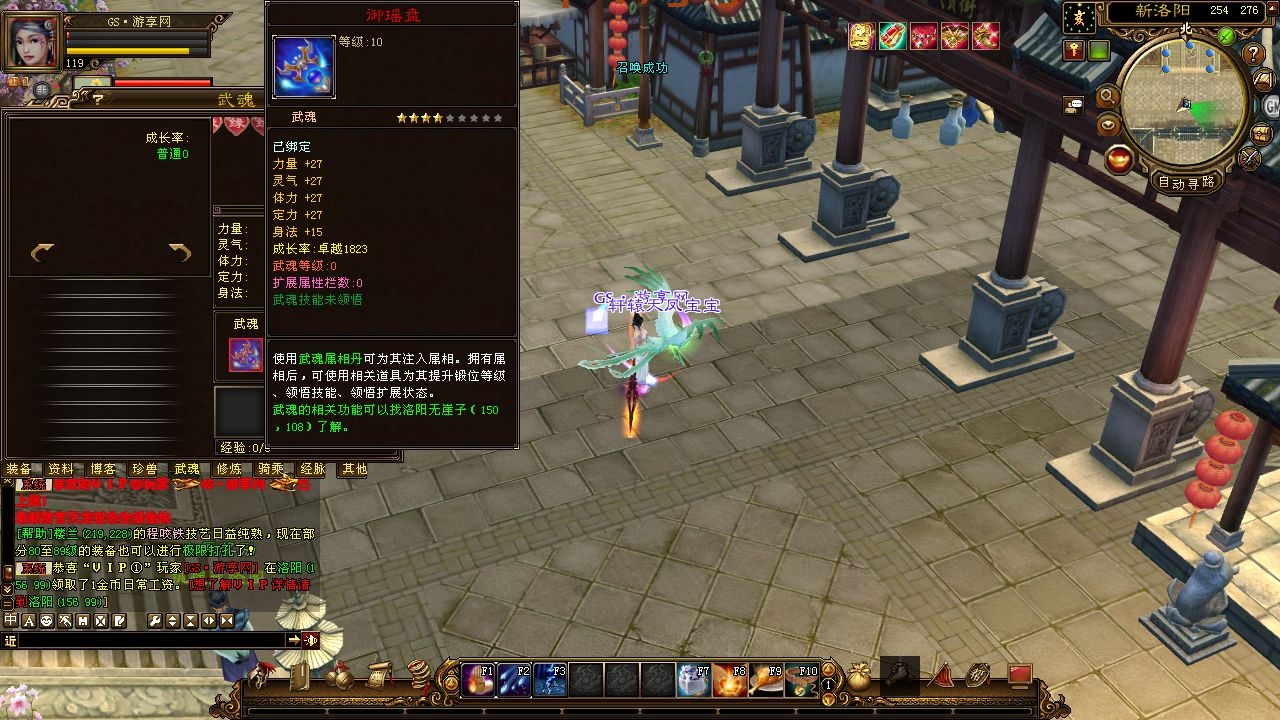 GS·游享网
119
武魂
成长率:
普通0
力量:
灵气:
体力:
定力:
身法:
武魂
经验:0/
御瑶盘
等级:10
武魂
已绑定
力量 +27
灵气 +27
体力 +27
定力 +27
身法 +15
成长率:卓越1823
武魂等级:0
扩展属性栏数:0
武魂技能未领悟
使用武魂属相丹可为其注入属相。拥有属
相后，可使用相关道具为其提升锻位等级
、领悟技能、领悟扩展状态。
武魂的相关功能可以找洛阳无崖子（150
，108）了解。
召唤成功
新洛阳 254 276
北
自动寻路
GS·游享网
轩辕天凤宝宝
装备 资料 博客 珍兽 武魂 修炼 骑乘 经脉 其他
[帮助]楼兰(219,228)的程咬铁技艺日益纯熟，现在部
分80至89级的装备也可以进行极限打孔了!
恭喜“ＶＩＰ①”玩家[GS·游享网]在洛阳(1
56 99)领取了1金币日常工资。[想了解ＶＩＰ详情请
到洛阳(156 99)]
近
F1 F2 F3 F7 F8 F9 F10
1